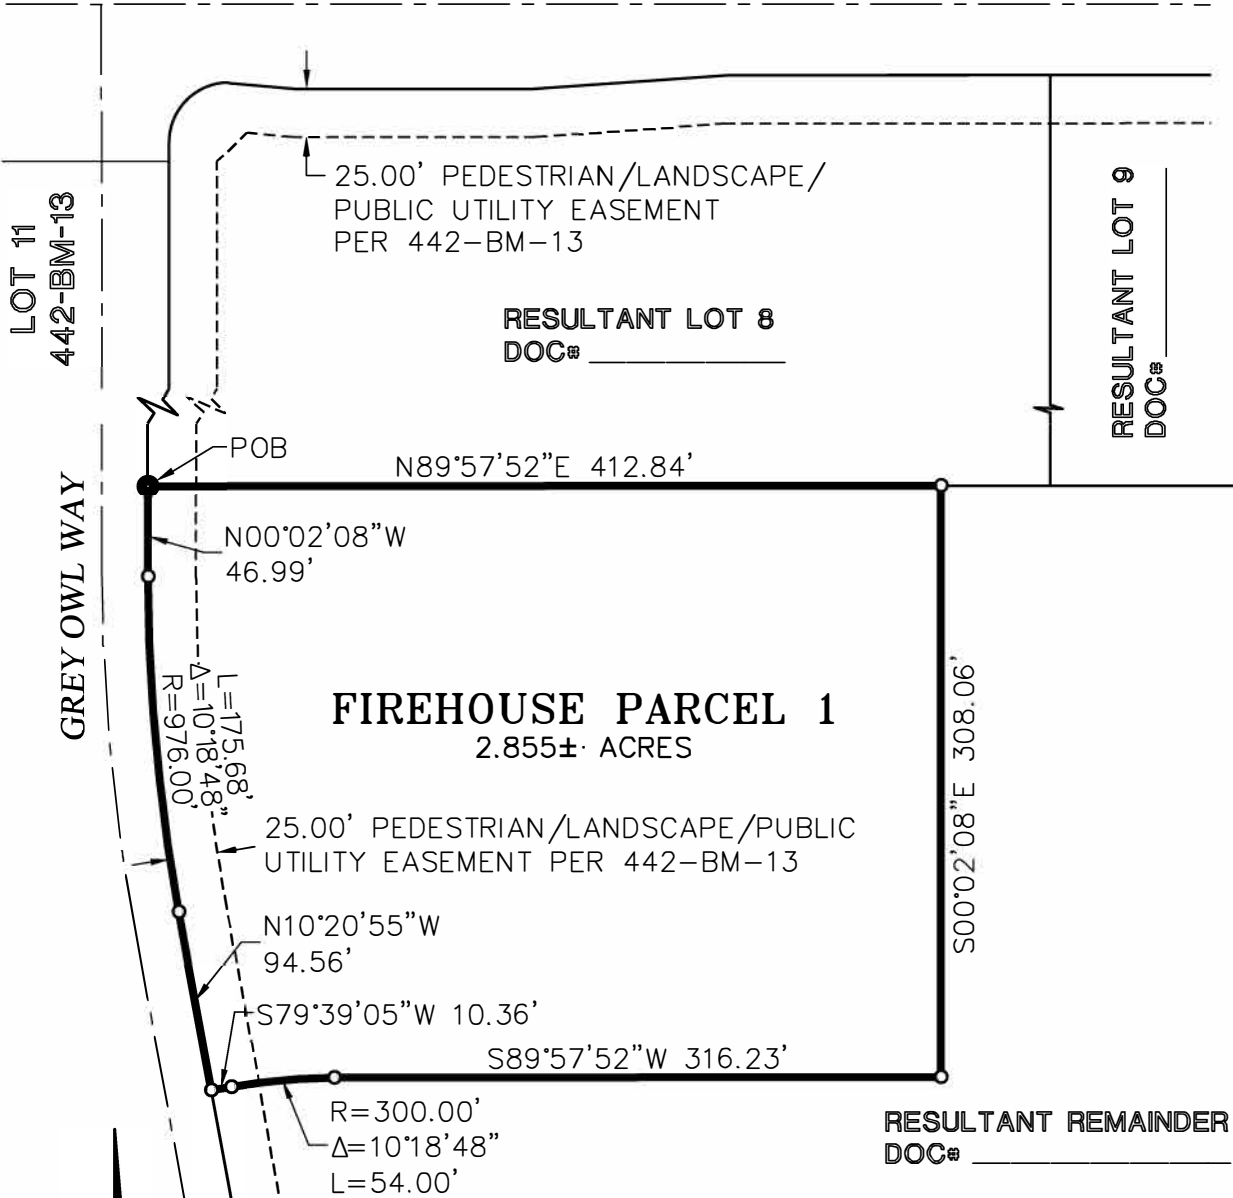 25.00' PEDESTRIAN/LANDSCAPE/
PUBLIC UTILITY EASEMENT
PER 442-BM-13
LOT 11
442-BM-13
RESULTANT LOT 8
DOC# __________
RESULTANT LOT 9
DOC# __________
POB
N89°57'52"E 412.84'
GREY OWL WAY
N00°02'08"W
46.99'
L=175.68'
Δ=10°18'48"
R=976.00'
FIREHOUSE PARCEL 1
2.855± ACRES
S00°02'08"E 308.06'
25.00' PEDESTRIAN/LANDSCAPE/PUBLIC
UTILITY EASEMENT PER 442-BM-13
N10°20'55"W
94.56'
S79°39'05"W 10.36'
S89°57'52"W 316.23'
R=300.00'
Δ=10°18'48"
L=54.00'
RESULTANT REMAINDER
DOC# __________